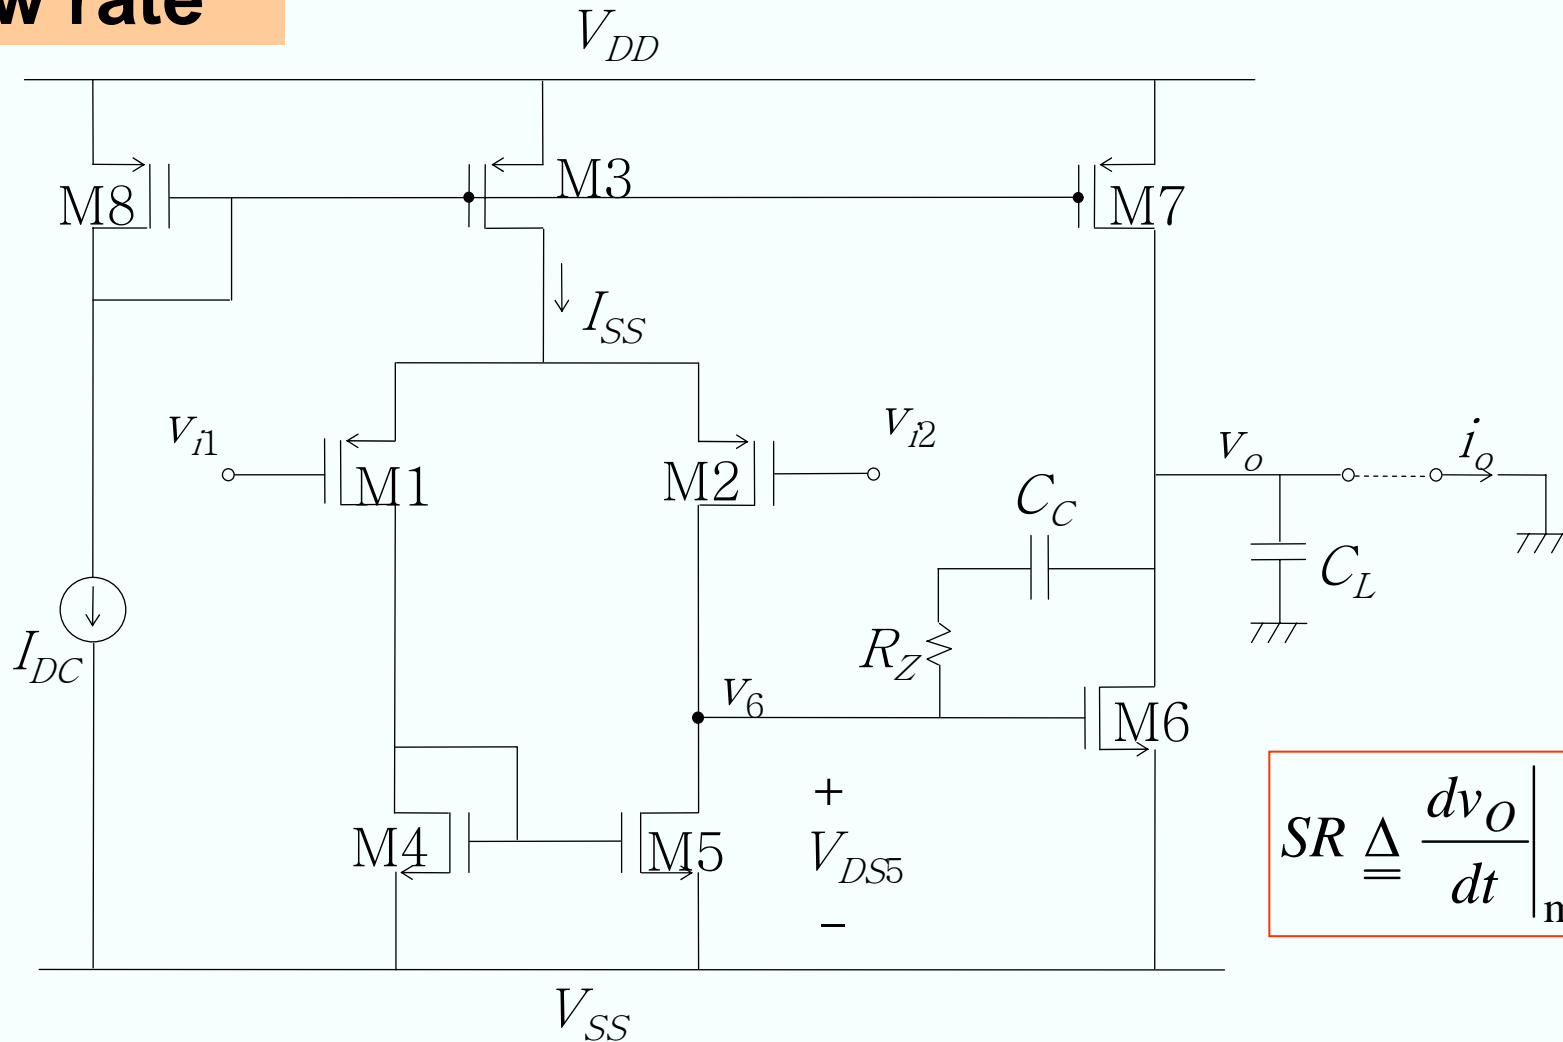 rate
V_DD
M8
M3
M7
I_SS
v_i1
M1
M2
v_i2
C_C
v_o
i_o
C_L
I_DC
R_Z
v_6
M6
M4
M5
+
V_DS5
−
SR ≜ dv_O/dt |
V_SS